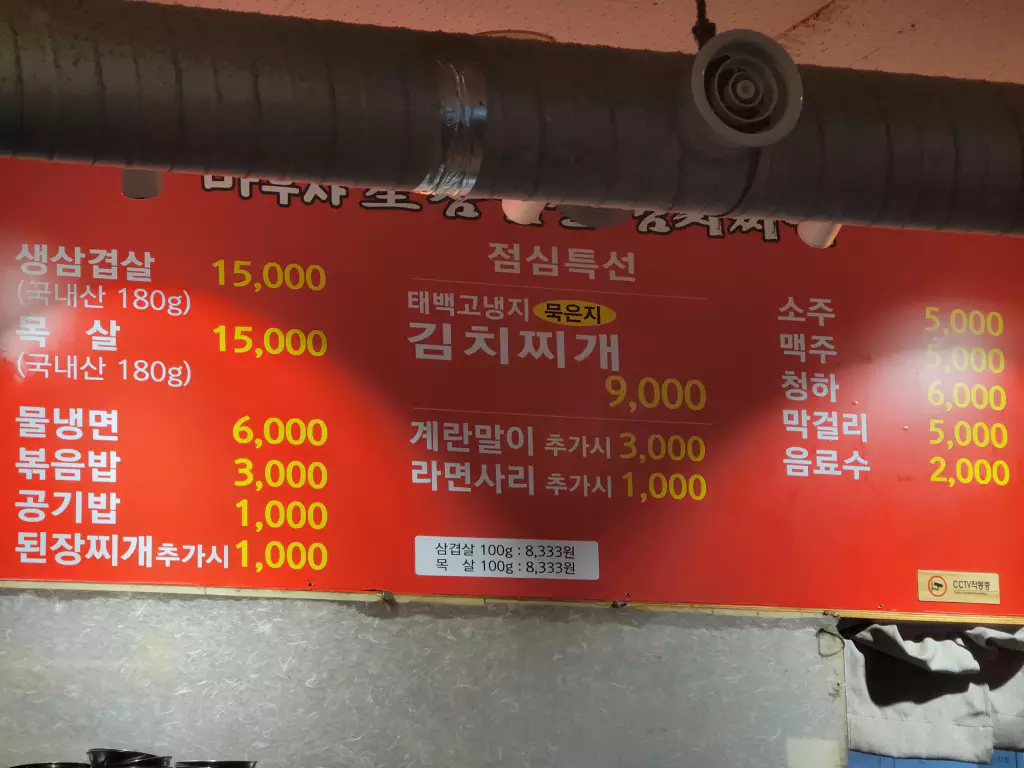 점심특선
생삼겹살 15,000
(국내산 180g)
목 살 15,000
(국내산 180g)
물냉면 6,000
볶음밥 3,000
공기밥 1,000
된장찌개추가시 1,000
태백고냉지 묵은지
김치찌개
9,000
계란말이 추가시 3,000
라면사리 추가시 1,000
삼겹살 100g : 8,333원
목 살 100g : 8,333원
소주 5,000
맥주 5,000
청하 6,000
막걸리 5,000
음료수 2,000
CCTV작동중